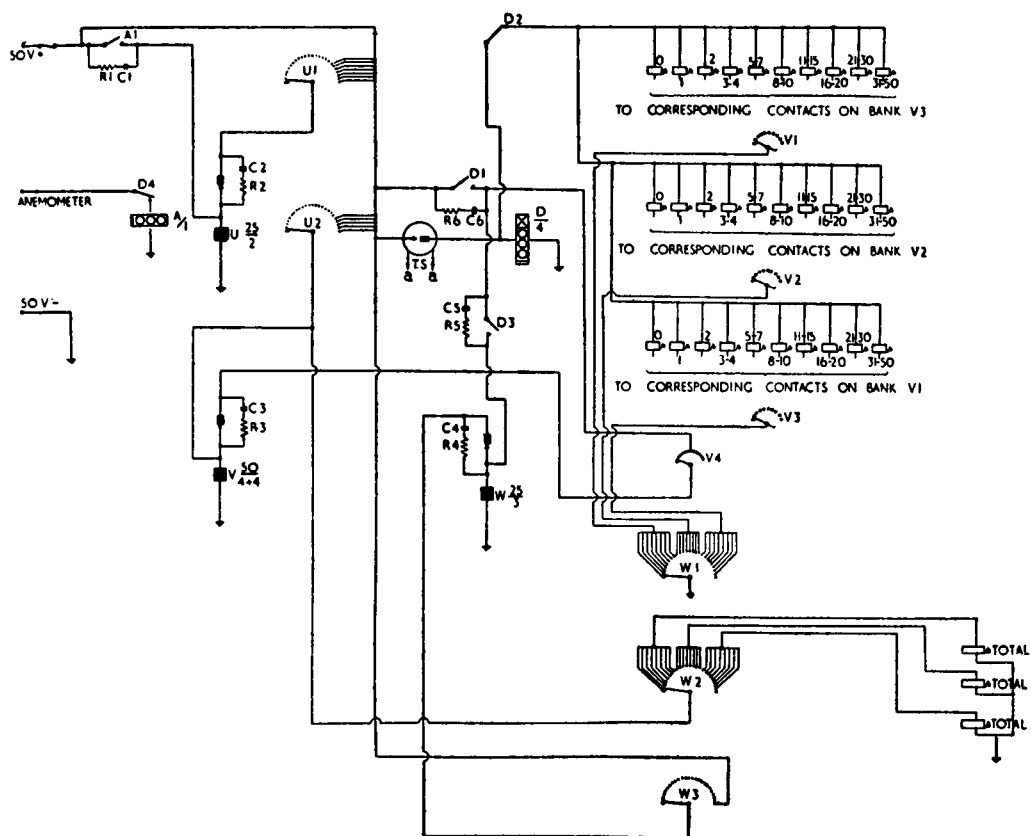 D2
50V+
A1
R1 C1
U1
0 2 5-7 11-15 21-30
1 3-4 8-10 16-20 31-50
TO CORRESPONDING CONTACTS ON BANK V3
V1
C2
R2
D4
ANEMOMETER
A/1
U 25/2
U2
D1
R6 C6
D/4
T.S
a a
0 2 5-7 11-15 21-30
1 3-4 8-10 16-20 31-50
TO CORRESPONDING CONTACTS ON BANK V2
V2
50V-
C5
R5
D3
0 2 5-7 11-15 21-30
1 3-4 8-10 16-20 31-50
TO CORRESPONDING CONTACTS ON BANK V1
V3
C3
R3
C4
R4
V4
V 50/4+4
W 25/3
W1
TOTAL
W2
TOTAL
TOTAL
W3